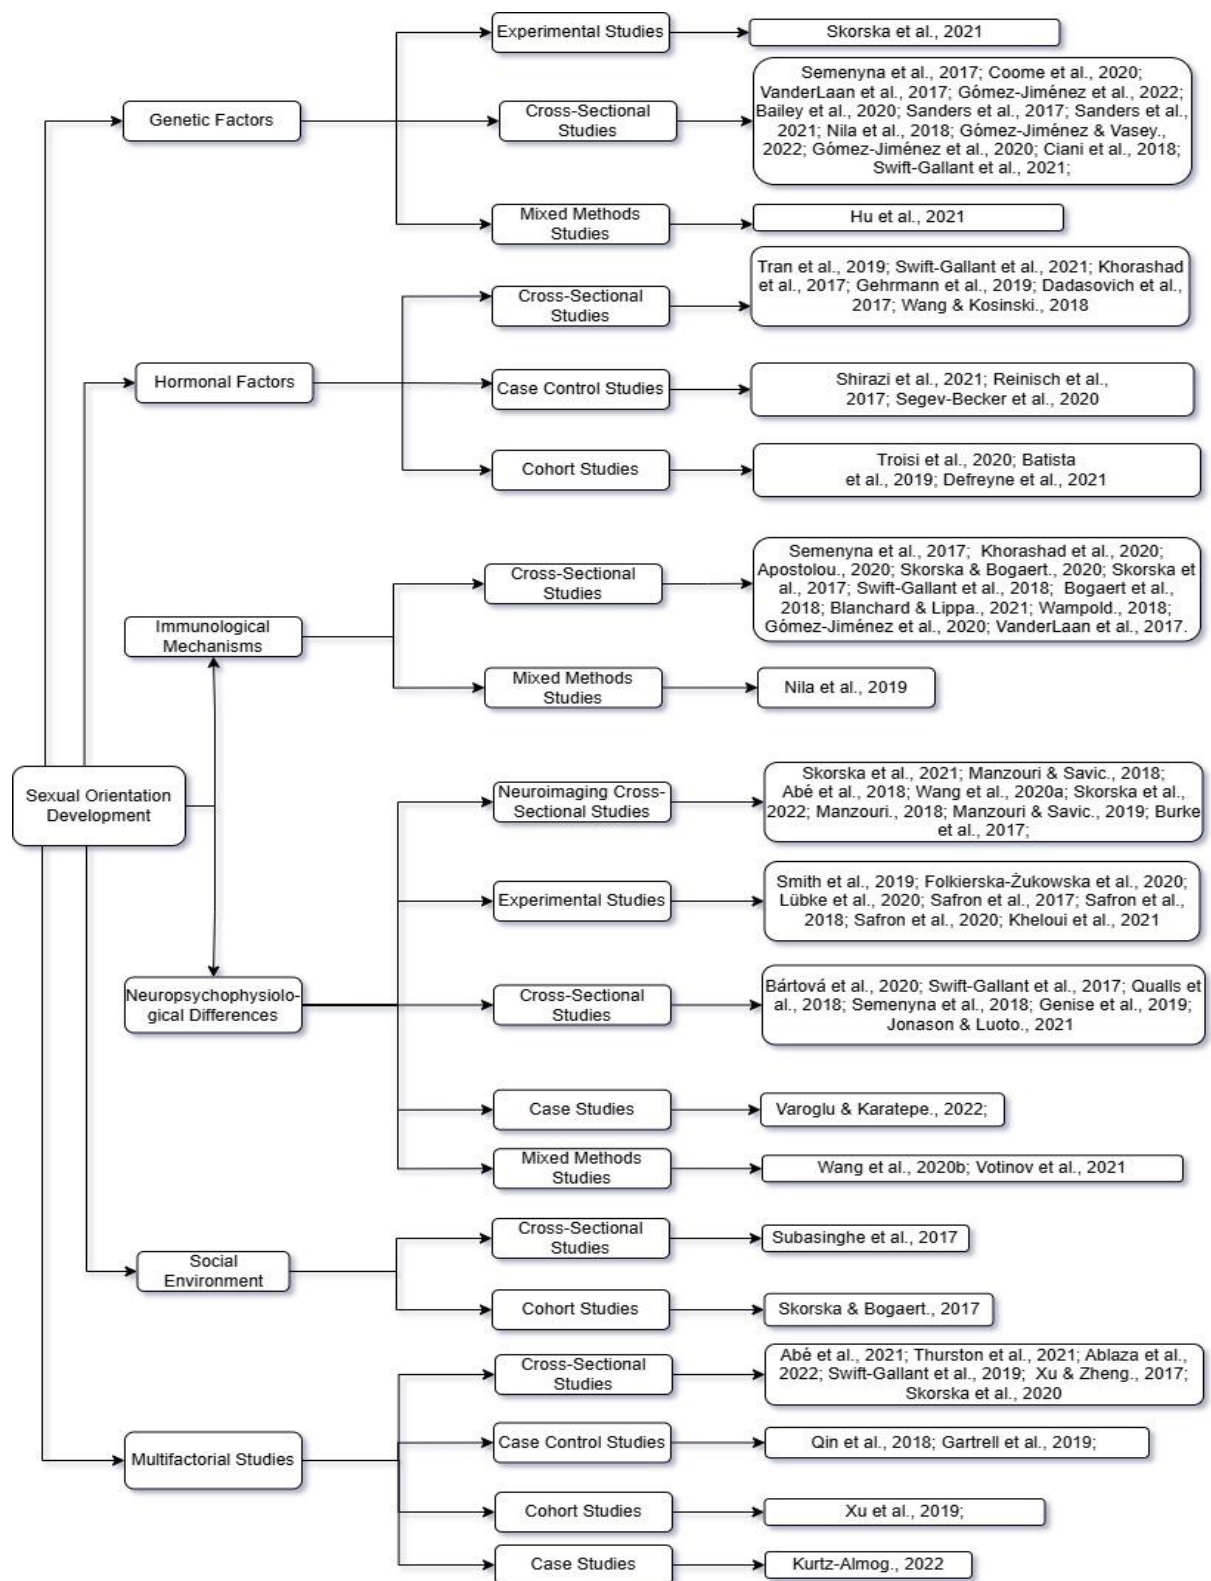 Sexual Orientation
Development
Genetic Factors
Experimental Studies
Skorska et al., 2021
Cross-Sectional
Studies
Semenyna et al., 2017; Coome et al., 2020;
VanderLaan et al., 2017; Gómez-Jiménez et al., 2022;
Bailey et al., 2020; Sanders et al., 2017; Sanders et al.,
2021; Nila et al., 2018; Gómez-Jiménez & Vasey.,
2022; Gómez-Jiménez et al., 2020; Ciani et al., 2018;
Swift-Gallant et al., 2021;
Mixed Methods
Studies
Hu et al., 2021
Hormonal Factors
Cross-Sectional
Studies
Tran et al., 2019; Swift-Gallant et al., 2021; Khorashad
et al., 2017; Gehrmann et al., 2019; Dadasovich et al.,
2017; Wang & Kosinski., 2018
Case Control Studies
Shirazi et al., 2021; Reinisch et al.,
2017; Segev-Becker et al., 2020
Cohort Studies
Troisi et al., 2020; Batista
et al., 2019; Defreyne et al., 2021
Immunological
Mechanisms
Cross-Sectional
Studies
Semenyna et al., 2017; Khorashad et al., 2020;
Apostolou., 2020; Skorska & Bogaert., 2020; Skorska
et al., 2017; Swift-Gallant et al., 2018; Bogaert et al.,
2018; Blanchard & Lippa., 2021; Wampold., 2018;
Gómez-Jiménez et al., 2020; VanderLaan et al., 2017.
Mixed Methods
Studies
Nila et al., 2019
Neuropsychophysiolo-
gical Differences
Neuroimaging Cross-
Sectional Studies
Skorska et al., 2021; Manzouri & Savic., 2018;
Abé et al., 2018; Wang et al., 2020a; Skorska et al.,
2022; Manzouri., 2018; Manzouri & Savic., 2019; Burke
et al., 2017;
Experimental Studies
Smith et al., 2019; Folkierska-Żukowska et al., 2020;
Lübke et al., 2020; Safron et al., 2017; Safron et al.,
2018; Safron et al., 2020; Kheloui et al., 2021
Cross-Sectional
Studies
Bártová et al., 2020; Swift-Gallant et al., 2017; Qualls et
al., 2018; Semenyna et al., 2018; Genise et al., 2019;
Jonason & Luoto., 2021
Case Studies
Varoglu & Karatepe., 2022;
Mixed Methods
Studies
Wang et al., 2020b; Votinov et al., 2021
Social
Environment
Cross-Sectional
Studies
Subasinghe et al., 2017
Cohort Studies
Skorska & Bogaert., 2017
Multifactorial Studies
Cross-Sectional
Studies
Abé et al., 2021; Thurston et al., 2021; Ablaza et al.,
2022; Swift-Gallant et al., 2019; Xu & Zheng., 2017;
Skorska et al., 2020
Case Control Studies
Qin et al., 2018; Gartrell et al., 2019;
Cohort Studies
Xu et al., 2019;
Case Studies
Kurtz-Almog., 2022